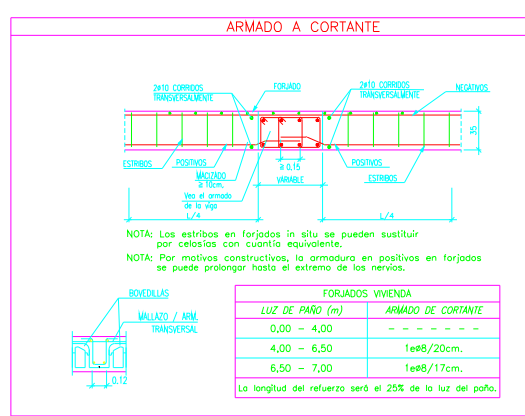 ARMADO A CORTANTE
2ø10 CORRIDOS
TRANSVERSALMENTE
FORJADO
2ø10 CORRIDOS
TRANSVERSALMENTE
NEGATIVOS
35
ESTRIBOS
POSITIVOS
MACIZADO
≥ 10cm.
Vea el armado
de la viga
≥ 0.15
VARIABLE
POSITIVOS
ESTRIBOS
L/4
L/4
NOTA: Los estribos en forjados in situ se pueden sustituir
por celosías con cuantía equivalente.
NOTA: Por motivos constructivos, la armadura en positivos en forjados
se puede prolongar hasta el extremo de los nervios.
BOVEDILLAS
MALLAZO / ARM.
TRANSVERSAL
0.12
FORJADOS VIVIENDA
LUZ DE PAÑO (m) ARMADO DE CORTANTE
0,00 - 4,00 - - - - - - -
4,00 - 6,50 1eø8/20cm.
6,50 - 7,00 1eø8/17cm.
La longitud del refuerzo será el 25% de la luz del paño.